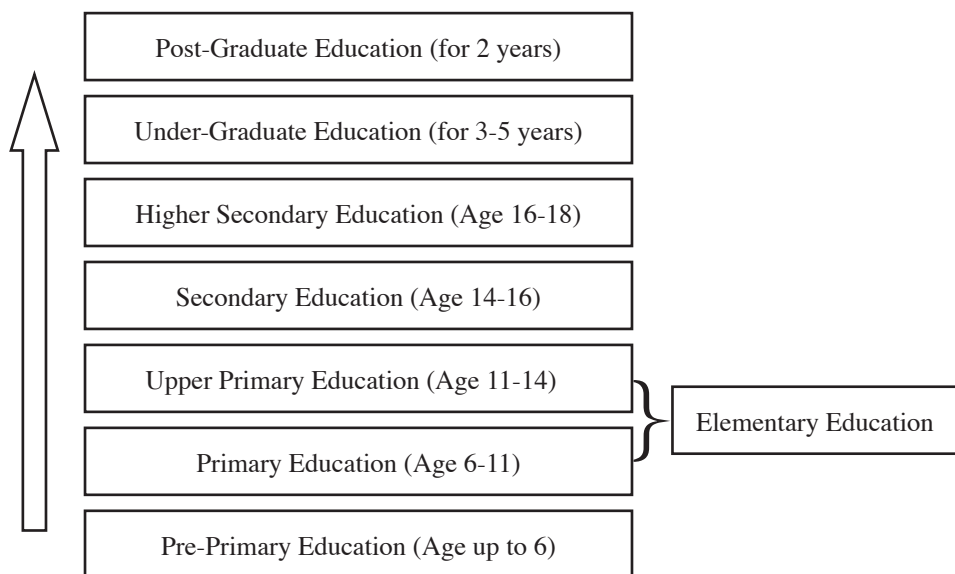 Post-Graduate Education (for 2 years)
Under-Graduate Education (for 3-5 years)
Higher Secondary Education (Age 16-18)
Secondary Education (Age 14-16)
Upper Primary Education (Age 11-14)
Elementary Education
Primary Education (Age 6-11)
Pre-Primary Education (Age up to 6)